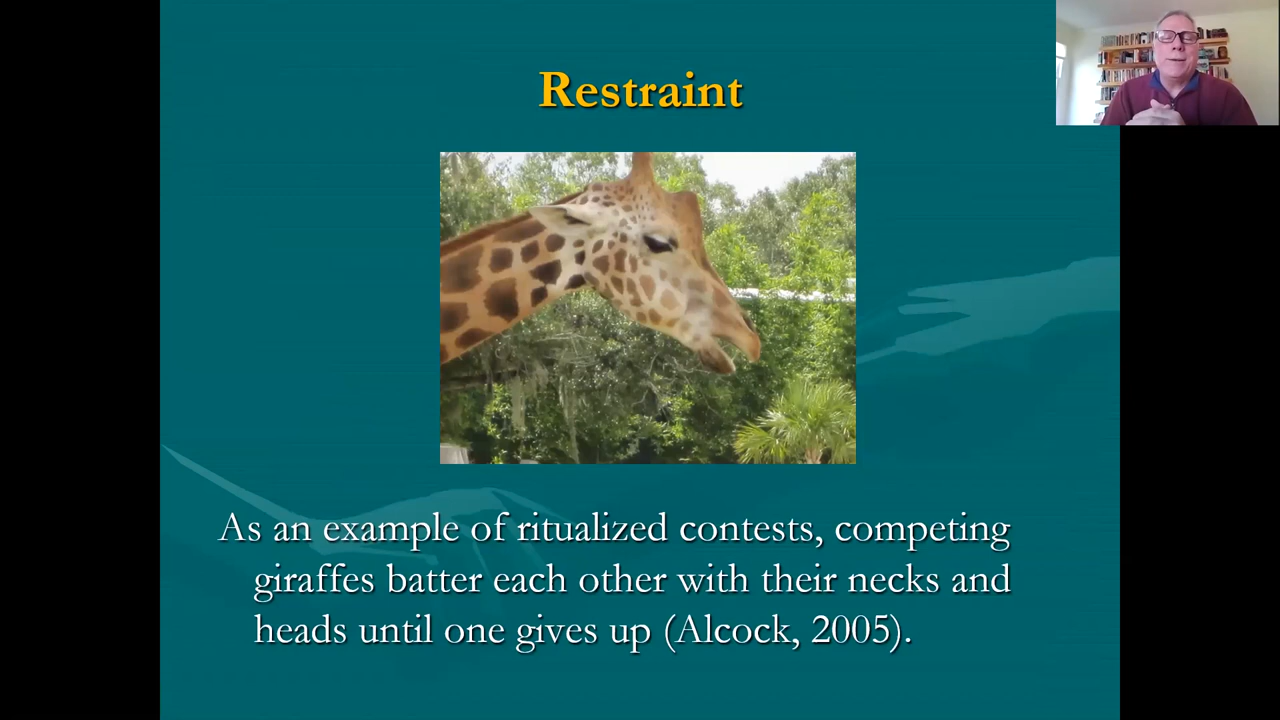 Restraint
As an example of ritualized contests, competing
giraffes batter each other with their necks and
heads until one gives up (Alcock, 2005).